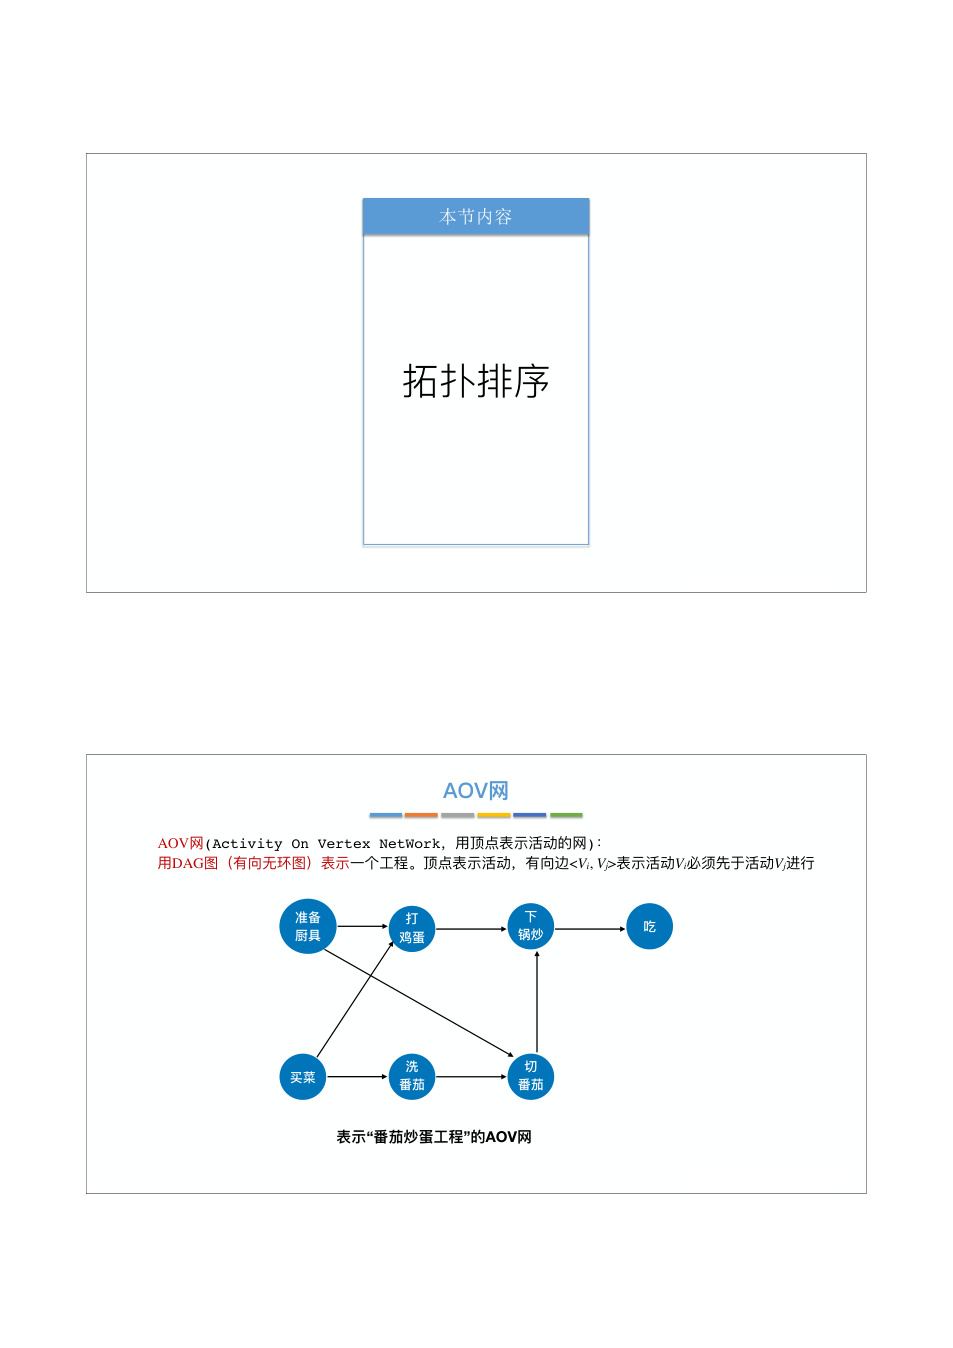 本节内容
拓扑排序
AOV网
AOV网(Activity On Vertex NetWork，用顶点表示活动的网)：
用DAG图（有向无环图）表示一个工程。顶点表示活动，有向边<Vi, Vj>表示活动Vi必须先于活动Vj进行
准备
厨具
打
鸡蛋
下
锅炒
吃
买菜
洗
番茄
切
番茄
表示“番茄炒蛋工程”的AOV网